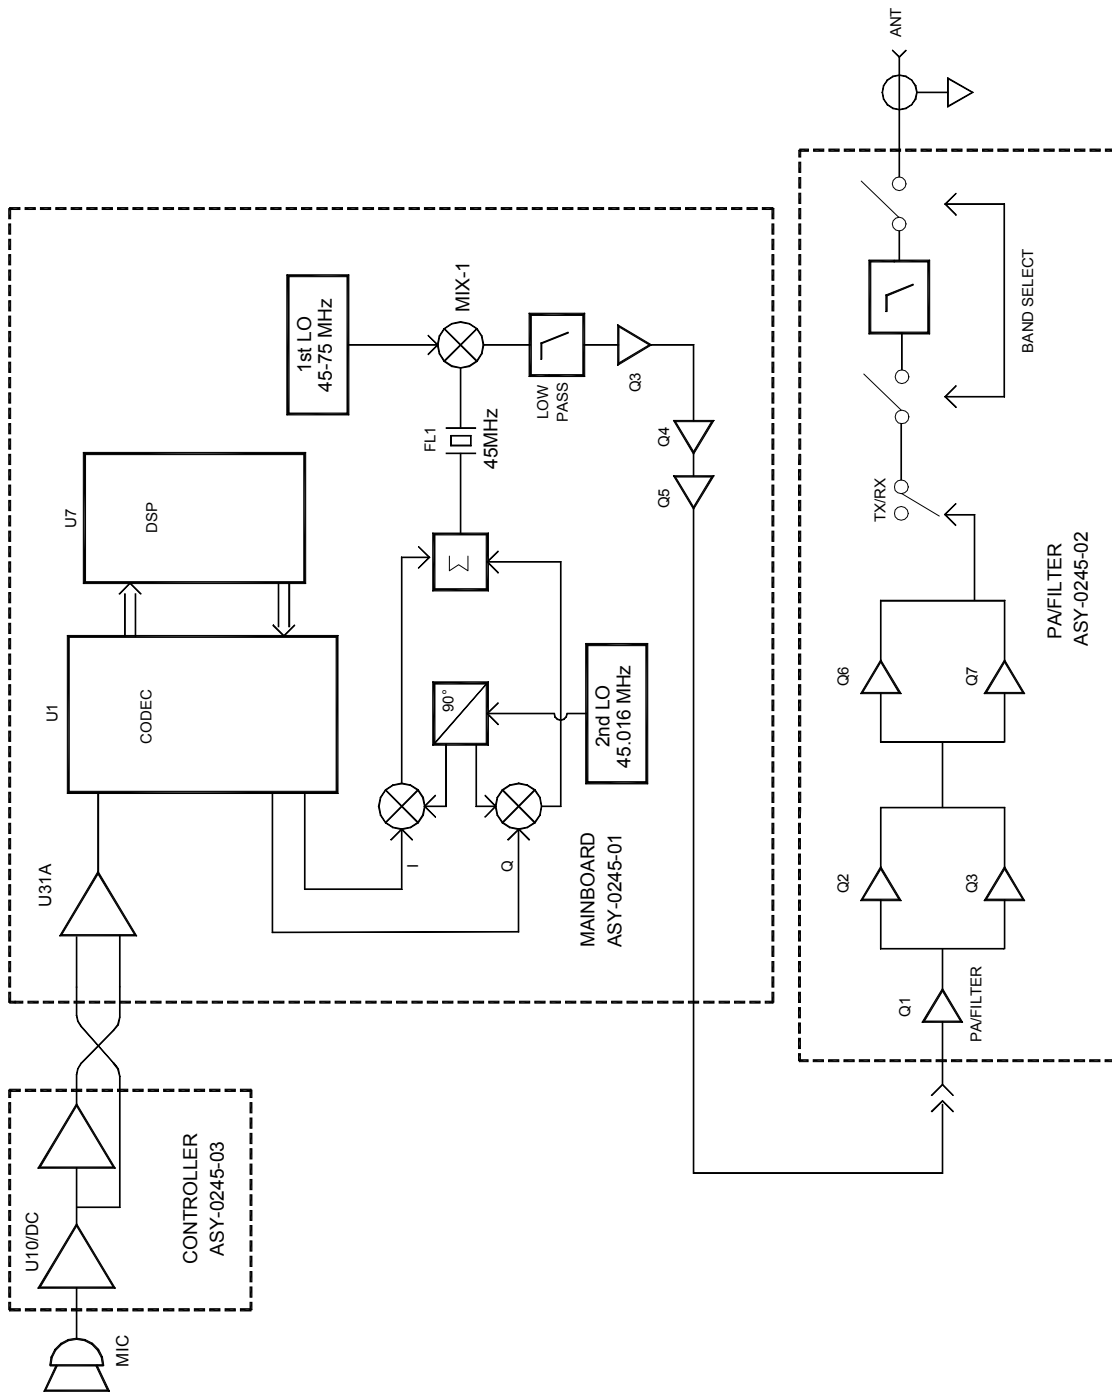 MIC
U10/DC
CONTROLLER
ASY-0245-03
U31A
U1
CODEC
U7
DSP
I
Q
90°
2nd LO
45.016 MHz
Σ
FL1
45MHz
1st LO
45-75 MHz
MIX-1
LOW
PASS
Q3
Q4
Q5
MAINBOARD
ASY-0245-01
Q1
PA/FILTER
Q2
Q3
Q6
Q7
TX/RX
BAND SELECT
ANT
PA/FILTER
ASY-0245-02